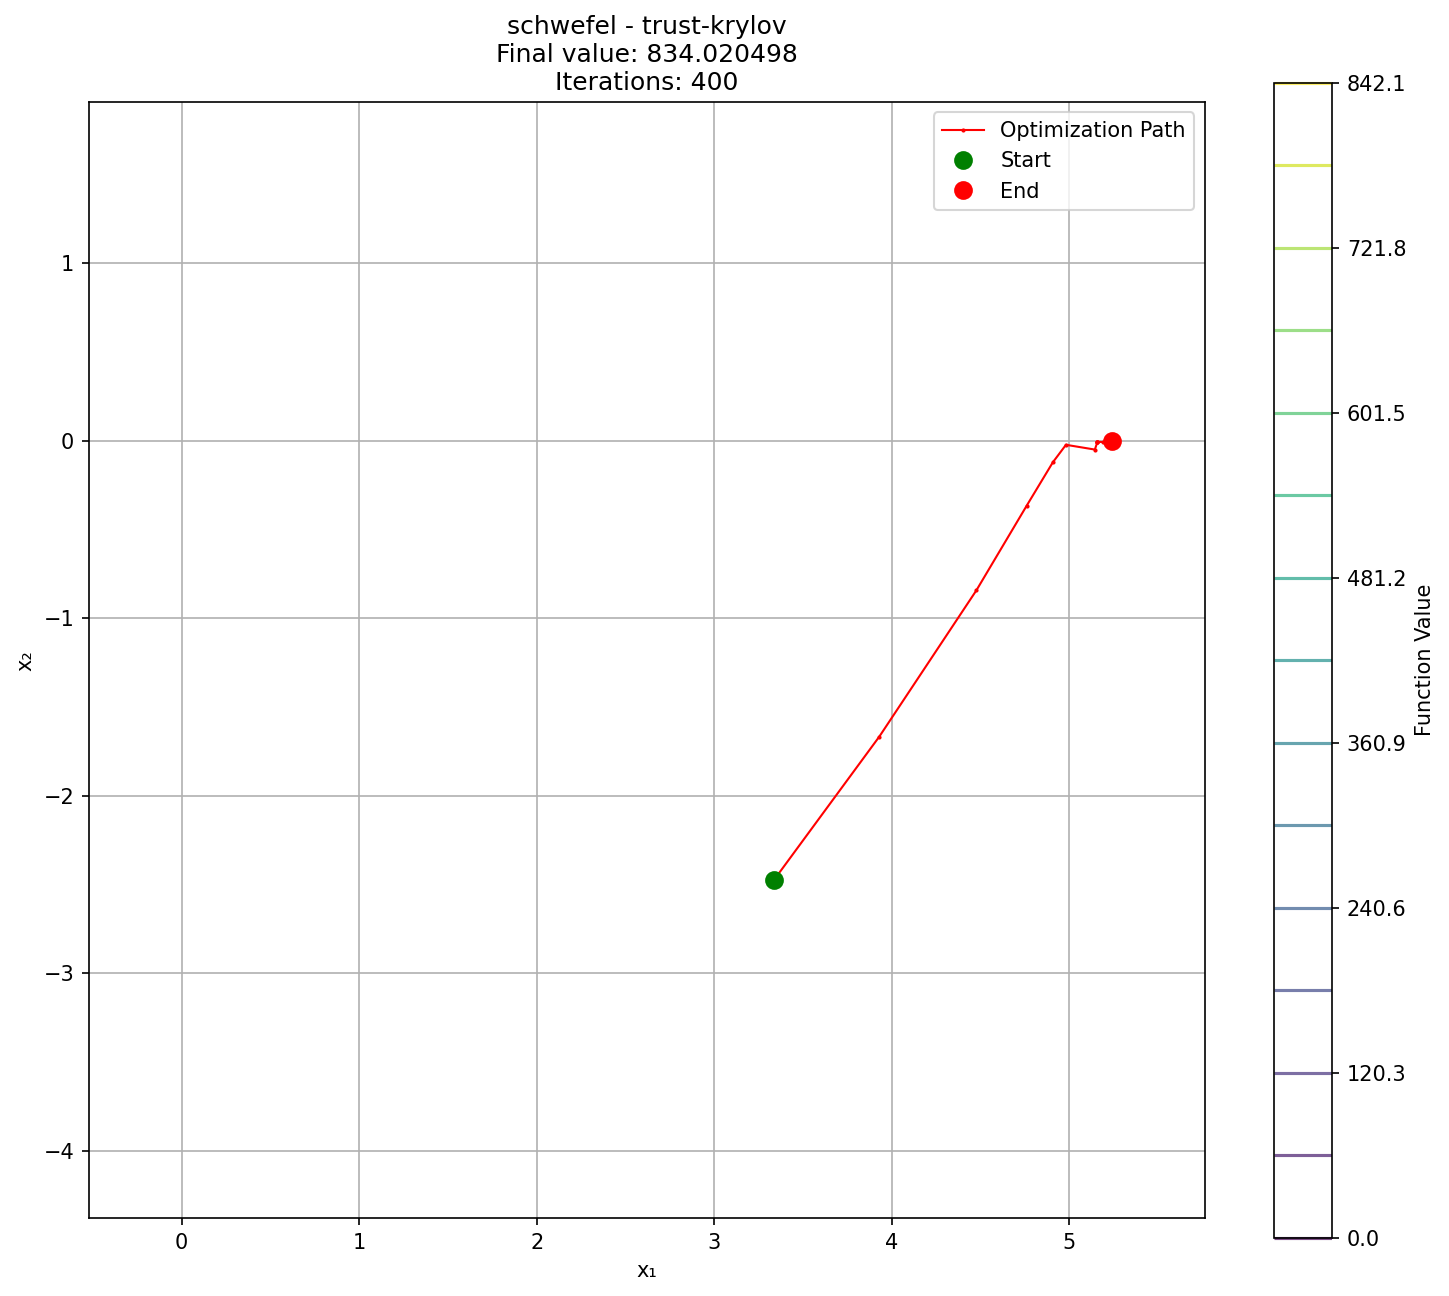 schwefel - trust-krylov
Final value: 834.020498
Iterations: 400
Optimization Path
Start
End
1
0
−1
−2
−3
−4
x₂
0
1
2
3
4
5
x₁
842.1
721.8
601.5
481.2
360.9
240.6
120.3
0.0
Function Value